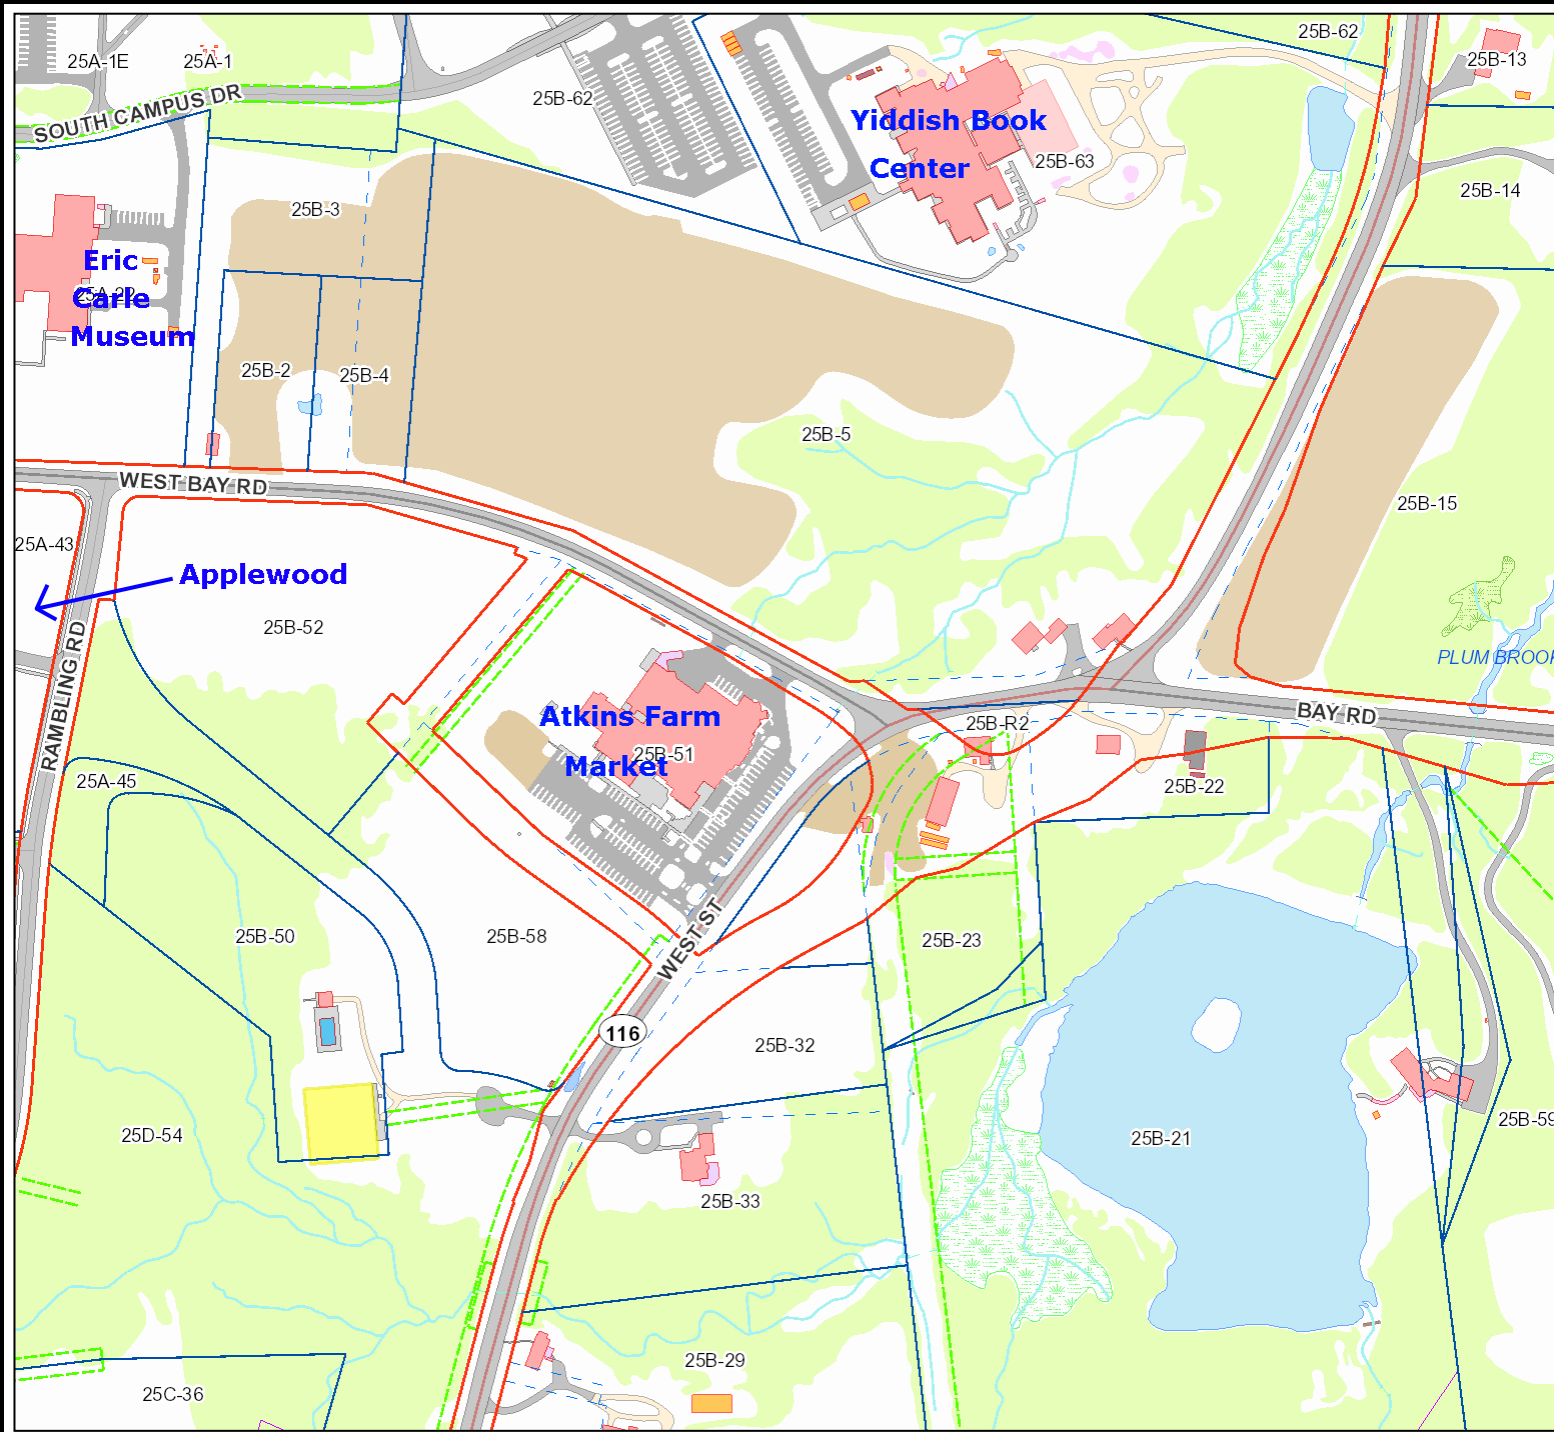 25B-62
25A-1E
25A-1
25B-13
SOUTH CAMPUS DR
25B-62
Yiddish Book
Center
25B-63
25B-14
25B-3
Eric
Carle
Museum
25B-2
25B-4
25B-5
WEST BAY RD
25B-15
25A-43
Applewood
25B-52
RAMBLING RD
PLUM BROOK
Atkins Farm
25B-51
Market
25B-R2
BAY RD
25A-45
25B-22
25B-50
25B-58
WEST ST
25B-23
116
25B-32
25D-54
25B-21
25B-59
25B-33
25B-29
25C-36